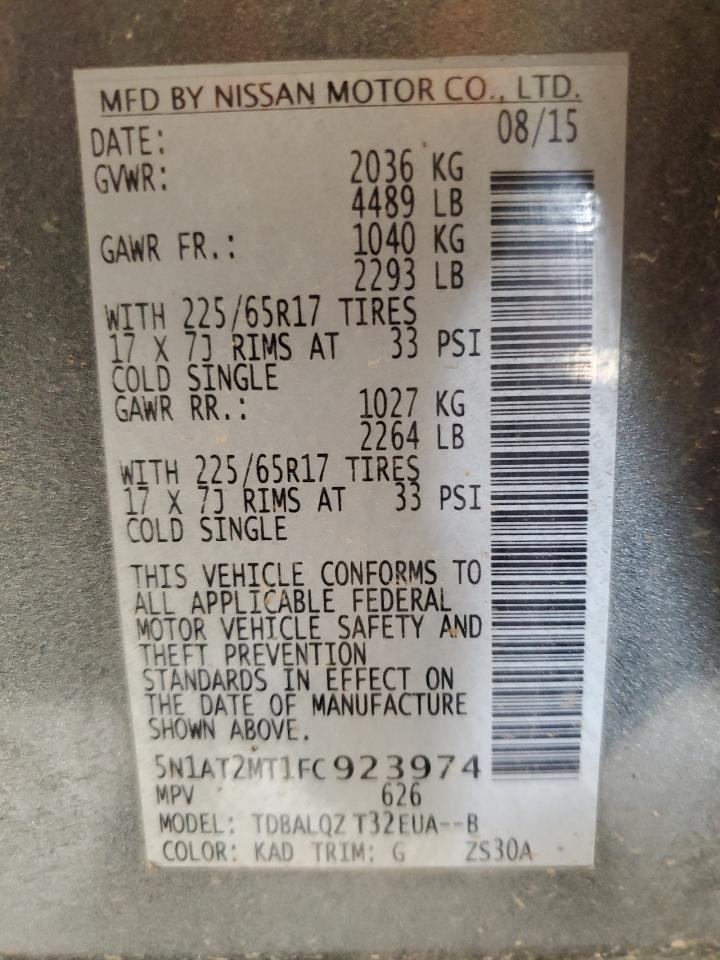 MFD BY NISSAN MOTOR CO., LTD.
DATE: 08/15
GVWR: 2036 KG
4489 LB
GAWR FR.: 1040 KG
2293 LB
WITH 225/65R17 TIRES
17 X 7J RIMS AT 33 PSI
COLD SINGLE
GAWR RR.: 1027 KG
2264 LB
WITH 225/65R17 TIRES
17 X 7J RIMS AT 33 PSI
COLD SINGLE
THIS VEHICLE CONFORMS TO
ALL APPLICABLE FEDERAL
MOTOR VEHICLE SAFETY AND
THEFT PREVENTION
STANDARDS IN EFFECT ON
THE DATE OF MANUFACTURE
SHOWN ABOVE.
5N1AT2MT1FC923974
MPV 626
MODEL: TDBALQZ T32EUA--B
COLOR: KAD TRIM: G ZS30A